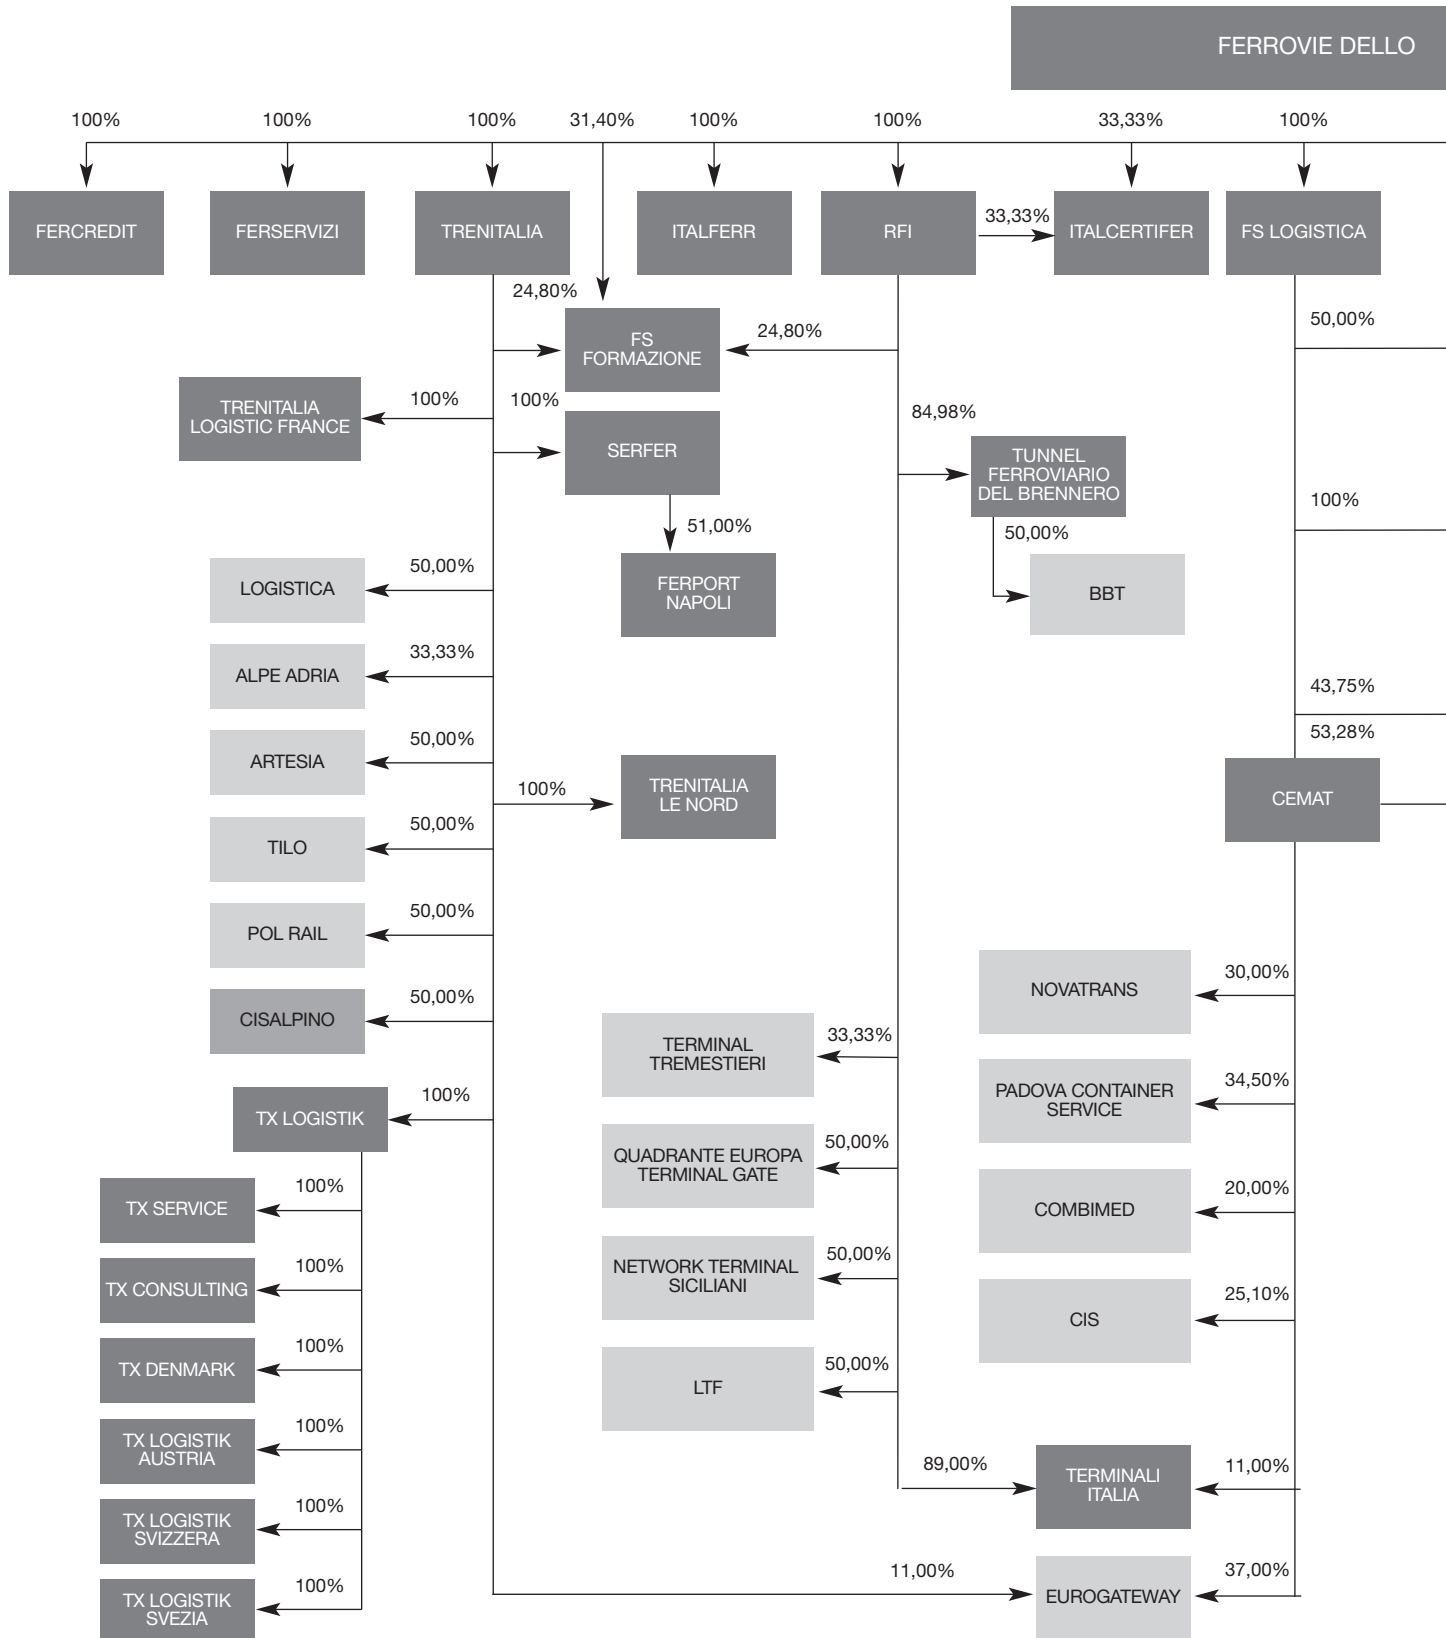 FERROVIE DELLO
100%
100%
100%
31,40%
100%
100%
33,33%
100%
FERCREDIT
FERSERVIZI
TRENITALIA
ITALFERR
RFI
33,33%
ITALCERTIFER
FS LOGISTICA
24,80%
FS
FORMAZIONE
24,80%
50,00%
TRENITALIA
LOGISTIC FRANCE
100%
100%
SERFER
84,98%
TUNNEL
FERROVIARIO
DEL BRENNERO
100%
51,00%
50,00%
LOGISTICA
50,00%
FERPORT
NAPOLI
BBT
ALPE ADRIA
33,33%
43,75%
53,28%
ARTESIA
50,00%
100%
TRENITALIA
LE NORD
CEMAT
TILO
50,00%
POL RAIL
50,00%
NOVATRANS
30,00%
CISALPINO
50,00%
TERMINAL
TREMESTIERI
33,33%
PADOVA CONTAINER
SERVICE
34,50%
TX LOGISTIK
100%
QUADRANTE EUROPA
TERMINAL GATE
50,00%
COMBIMED
20,00%
TX SERVICE
100%
NETWORK TERMINAL
SICILIANI
50,00%
TX CONSULTING
100%
CIS
25,10%
TX DENMARK
100%
LTF
50,00%
TX LOGISTIK
AUSTRIA
100%
89,00%
TERMINALI
ITALIA
11,00%
TX LOGISTIK
SVIZZERA
100%
TX LOGISTIK
SVEZIA
100%
11,00%
EUROGATEWAY
37,00%